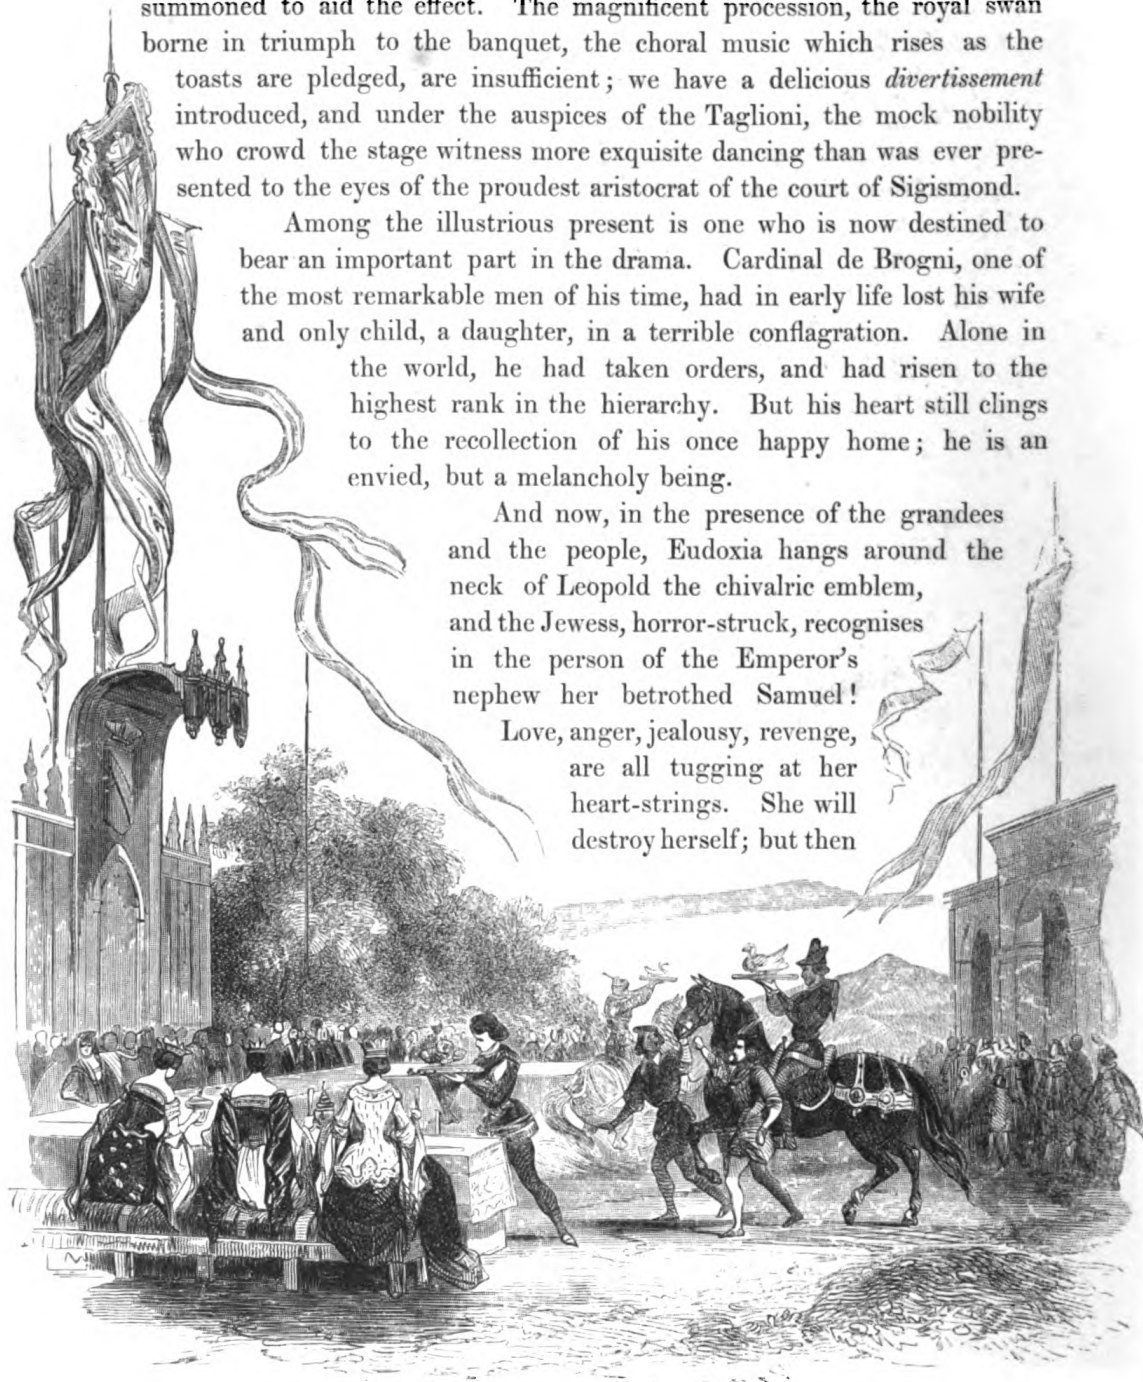 summoned to aid the effect. The magnificent procession, the royal swan
borne in triumph to the banquet, the choral music which rises as the
toasts are pledged, are insufficient; we have a delicious divertissement
introduced, and under the auspices of the Taglioni, the mock nobility
who crowd the stage witness more exquisite dancing than was ever pre-
sented to the eyes of the proudest aristocrat of the court of Sigismond.
Among the illustrious present is one who is now destined to
bear an important part in the drama. Cardinal de Brogni, one of
the most remarkable men of his time, had in early life lost his wife
and only child, a daughter, in a terrible conflagration. Alone in
the world, he had taken orders, and had risen to the
highest rank in the hierarchy. But his heart still clings
to the recollection of his once happy home; he is an
envied, but a melancholy being.
And now, in the presence of the grandees
and the people, Eudoxia hangs around the
neck of Leopold the chivalric emblem,
and the Jewess, horror-struck, recognises
in the person of the Emperor's
nephew her betrothed Samuel!
Love, anger, jealousy, revenge,
are all tugging at her
heart-strings. She will
destroy herself; but then